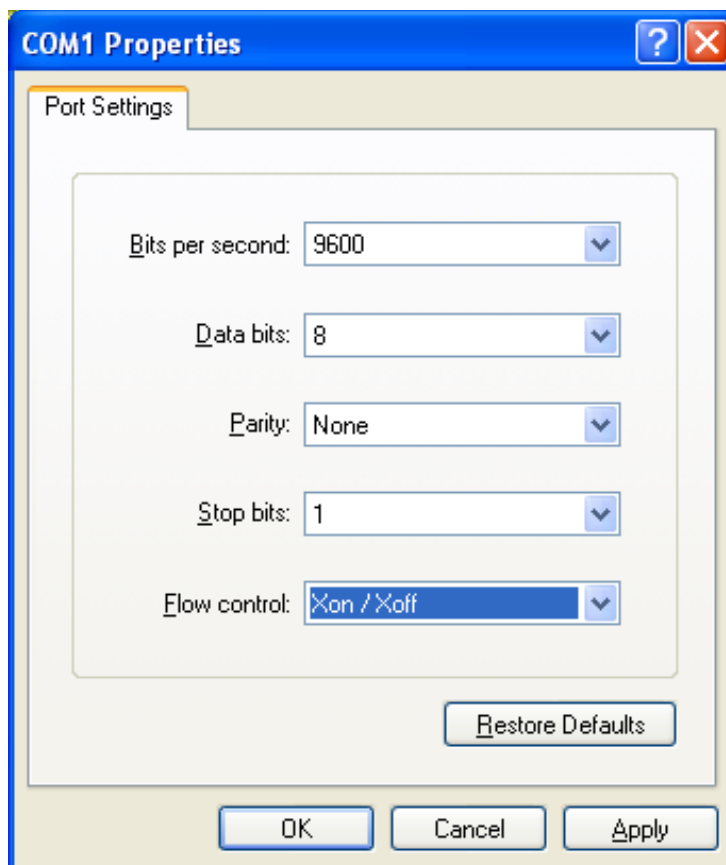 COM1 Properties
Port Settings
Bits per second: 9600
Data bits: 8
Parity: None
Stop bits: 1
Flow control: Xon / Xoff
Restore Defaults
OK Cancel Apply